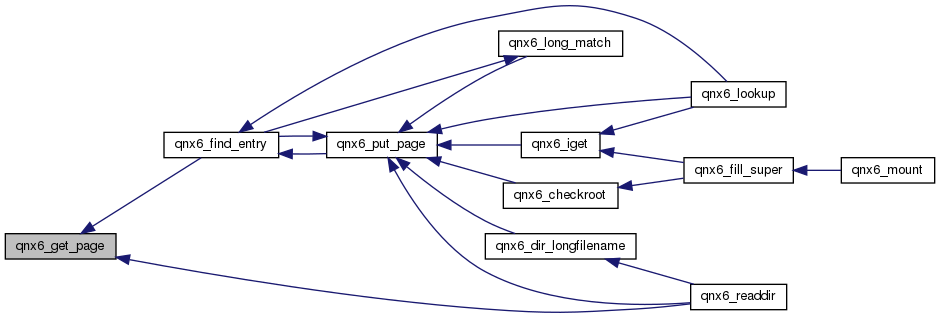 qnx6_long_match
qnx6_lookup
qnx6_find_entry
qnx6_put_page
qnx6_iget
qnx6_fill_super
qnx6_mount
qnx6_checkroot
qnx6_get_page
qnx6_dir_longfilename
qnx6_readdir